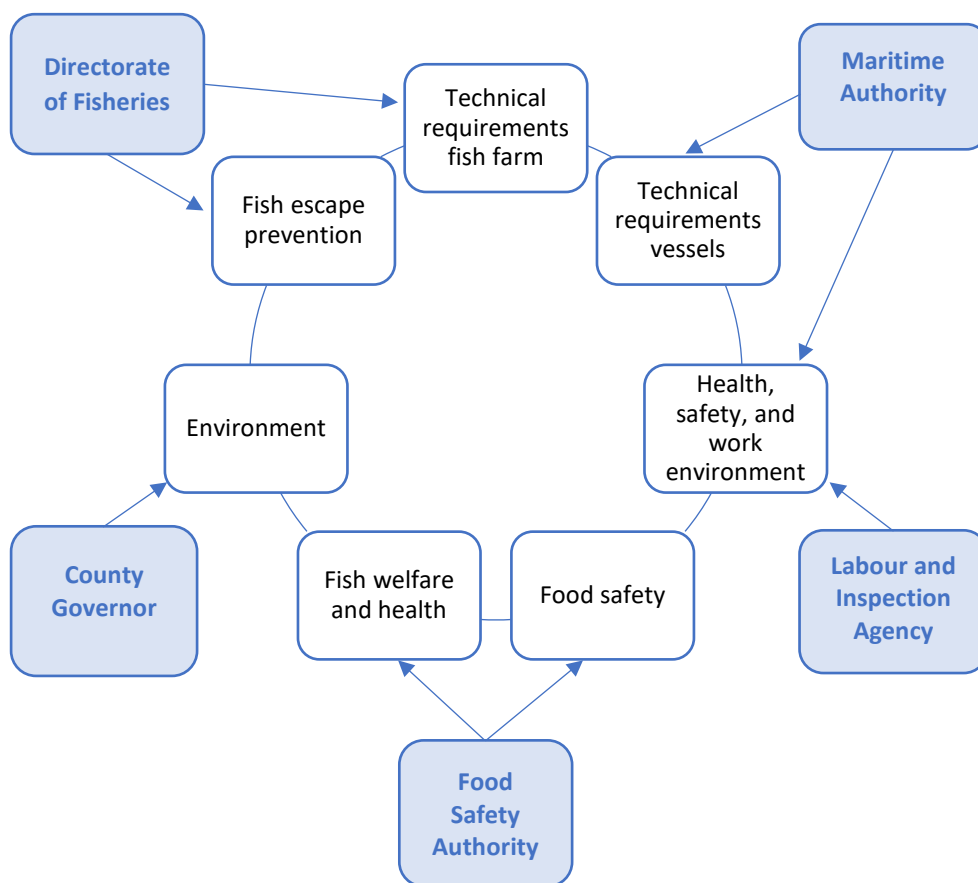 Directorate
of Fisheries
Technical
requirements
fish farm
Maritime
Authority
Fish escape
prevention
Technical
requirements
vessels
Environment
Health,
safety, and
work
environment
County
Governor
Fish welfare
and health
Food safety
Labour and
Inspection
Agency
Food
Safety
Authority